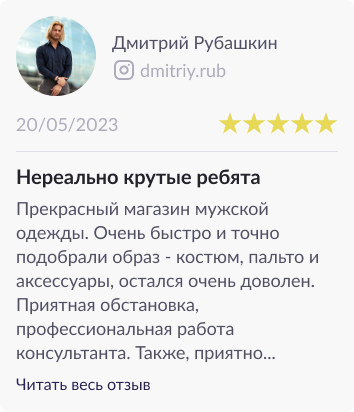 Дмитрий Рубашкин
dmitriy.rub
20/05/2023
Нереально крутые ребята
Прекрасный магазин мужской
одежды. Очень быстро и точно
подобрали образ - костюм, пальто и
аксессуары, остался очень доволен.
Приятная обстановка,
профессиональная работа
консультанта. Также, приятно...
Читать весь отзыв